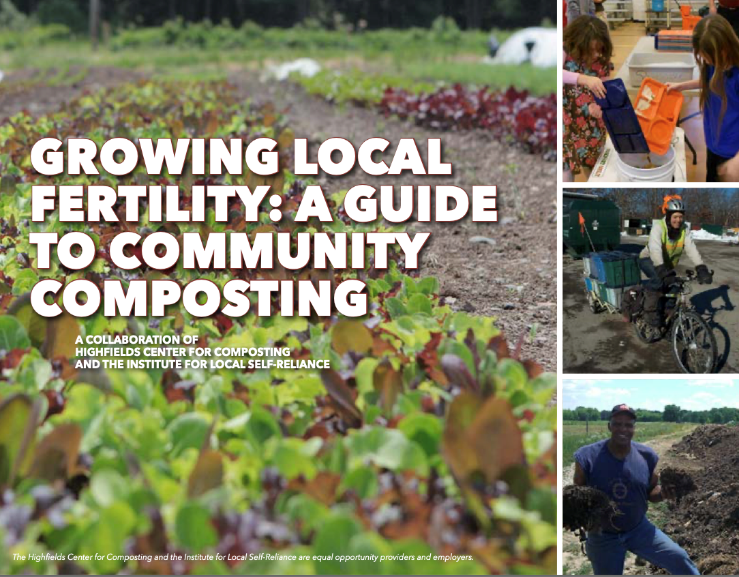 GROWING LOCAL
FERTILITY: A GUIDE
TO COMMUNITY
COMPOSTING
A COLLABORATION OF
HIGHFIELDS CENTER FOR COMPOSTING
AND THE INSTITUTE FOR LOCAL SELF-RELIANCE
The Highfields Center for Composting and the Institute for Local Self-Reliance are equal opportunity providers and employers.